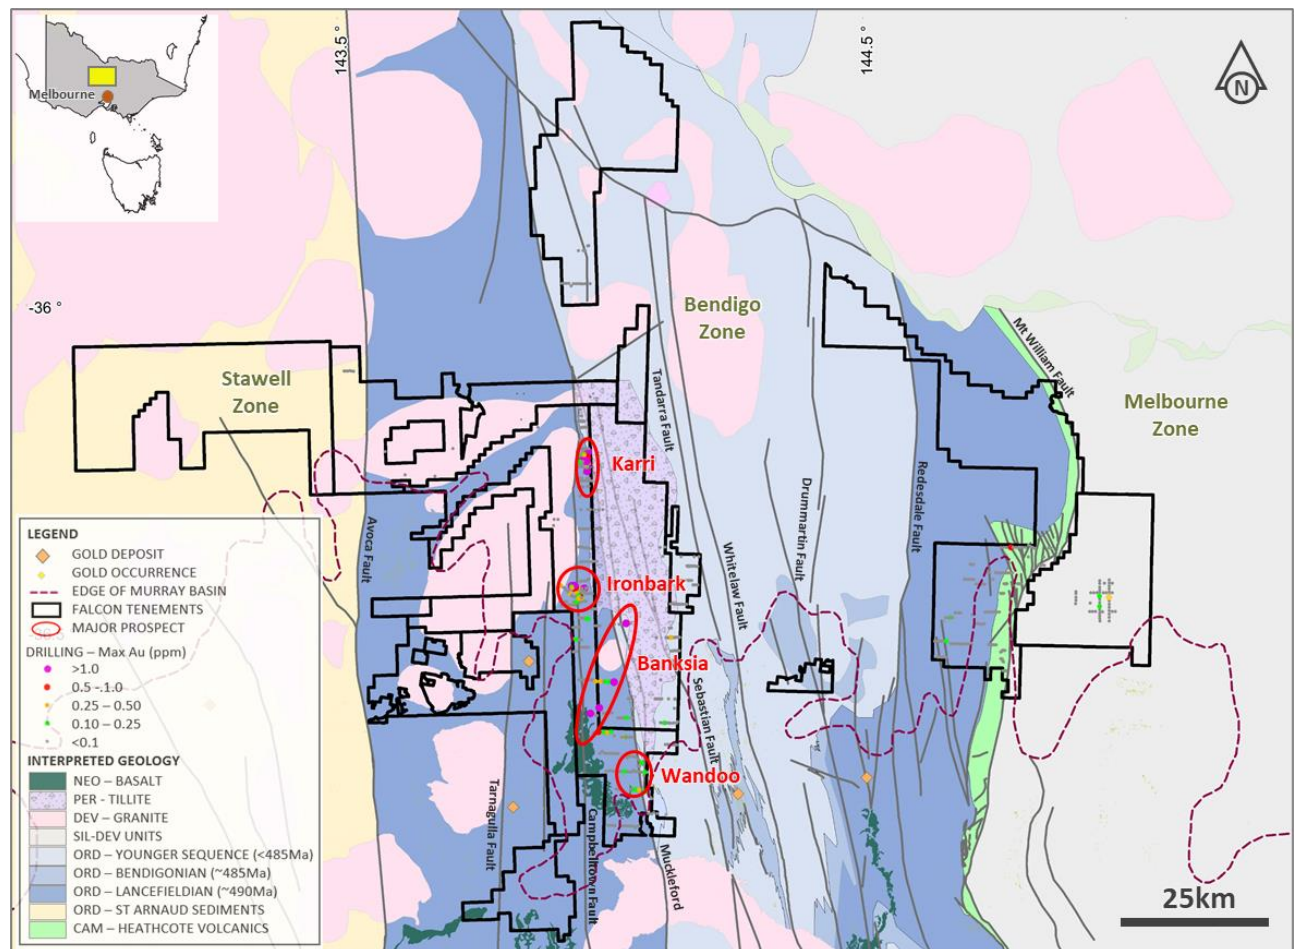 Melbourne
143.5 °
144.5 °
N
-36 °
Bendigo
Zone
Stawell
Zone
Melbourne
Zone
Mt William Fault
Tandarra Fault
Karri
Redesdale Fault
Drummartin Fault
Avoca Fault
Whitelaw Fault
Ironbark
Banksia
Sebastian Fault
Wandoo
Tarnagulla Fault
Campbelltown Fault
Muckleford
25km
LEGEND
GOLD DEPOSIT
GOLD OCCURRENCE
EDGE OF MURRAY BASIN
FALCON TENEMENTS
MAJOR PROSPECT
DRILLING – Max Au (ppm)
>1.0
0.5 -.1.0
0.25 – 0.50
0.10 – 0.25
<0.1
INTERPRETED GEOLOGY
NEO – BASALT
PER - TILLITE
DEV – GRANITE
SIL-DEV UNITS
ORD – YOUNGER SEQUENCE (<485Ma)
ORD – BENDIGONIAN (~485Ma)
ORD – LANCEFIELDIAN (~490Ma)
ORD – ST ARNAUD SEDIMENTS
CAM – HEATHCOTE VOLCANICS